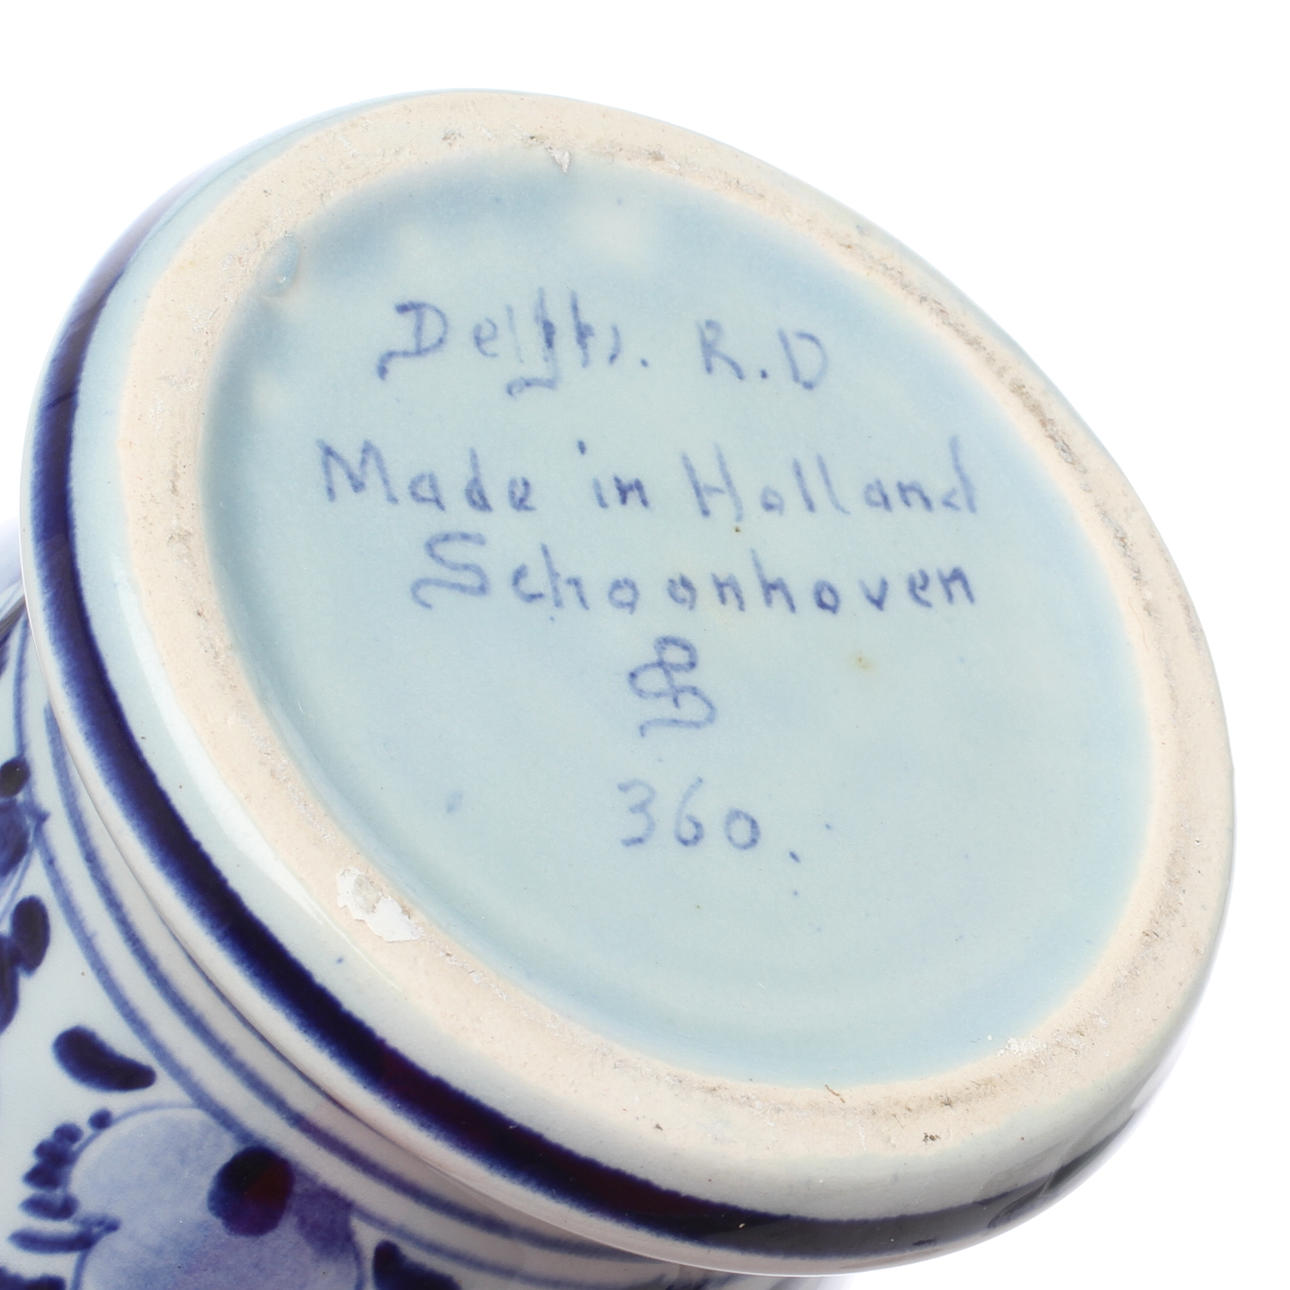 Delfts. R.D
Made in Holland
Schoonhoven
360.